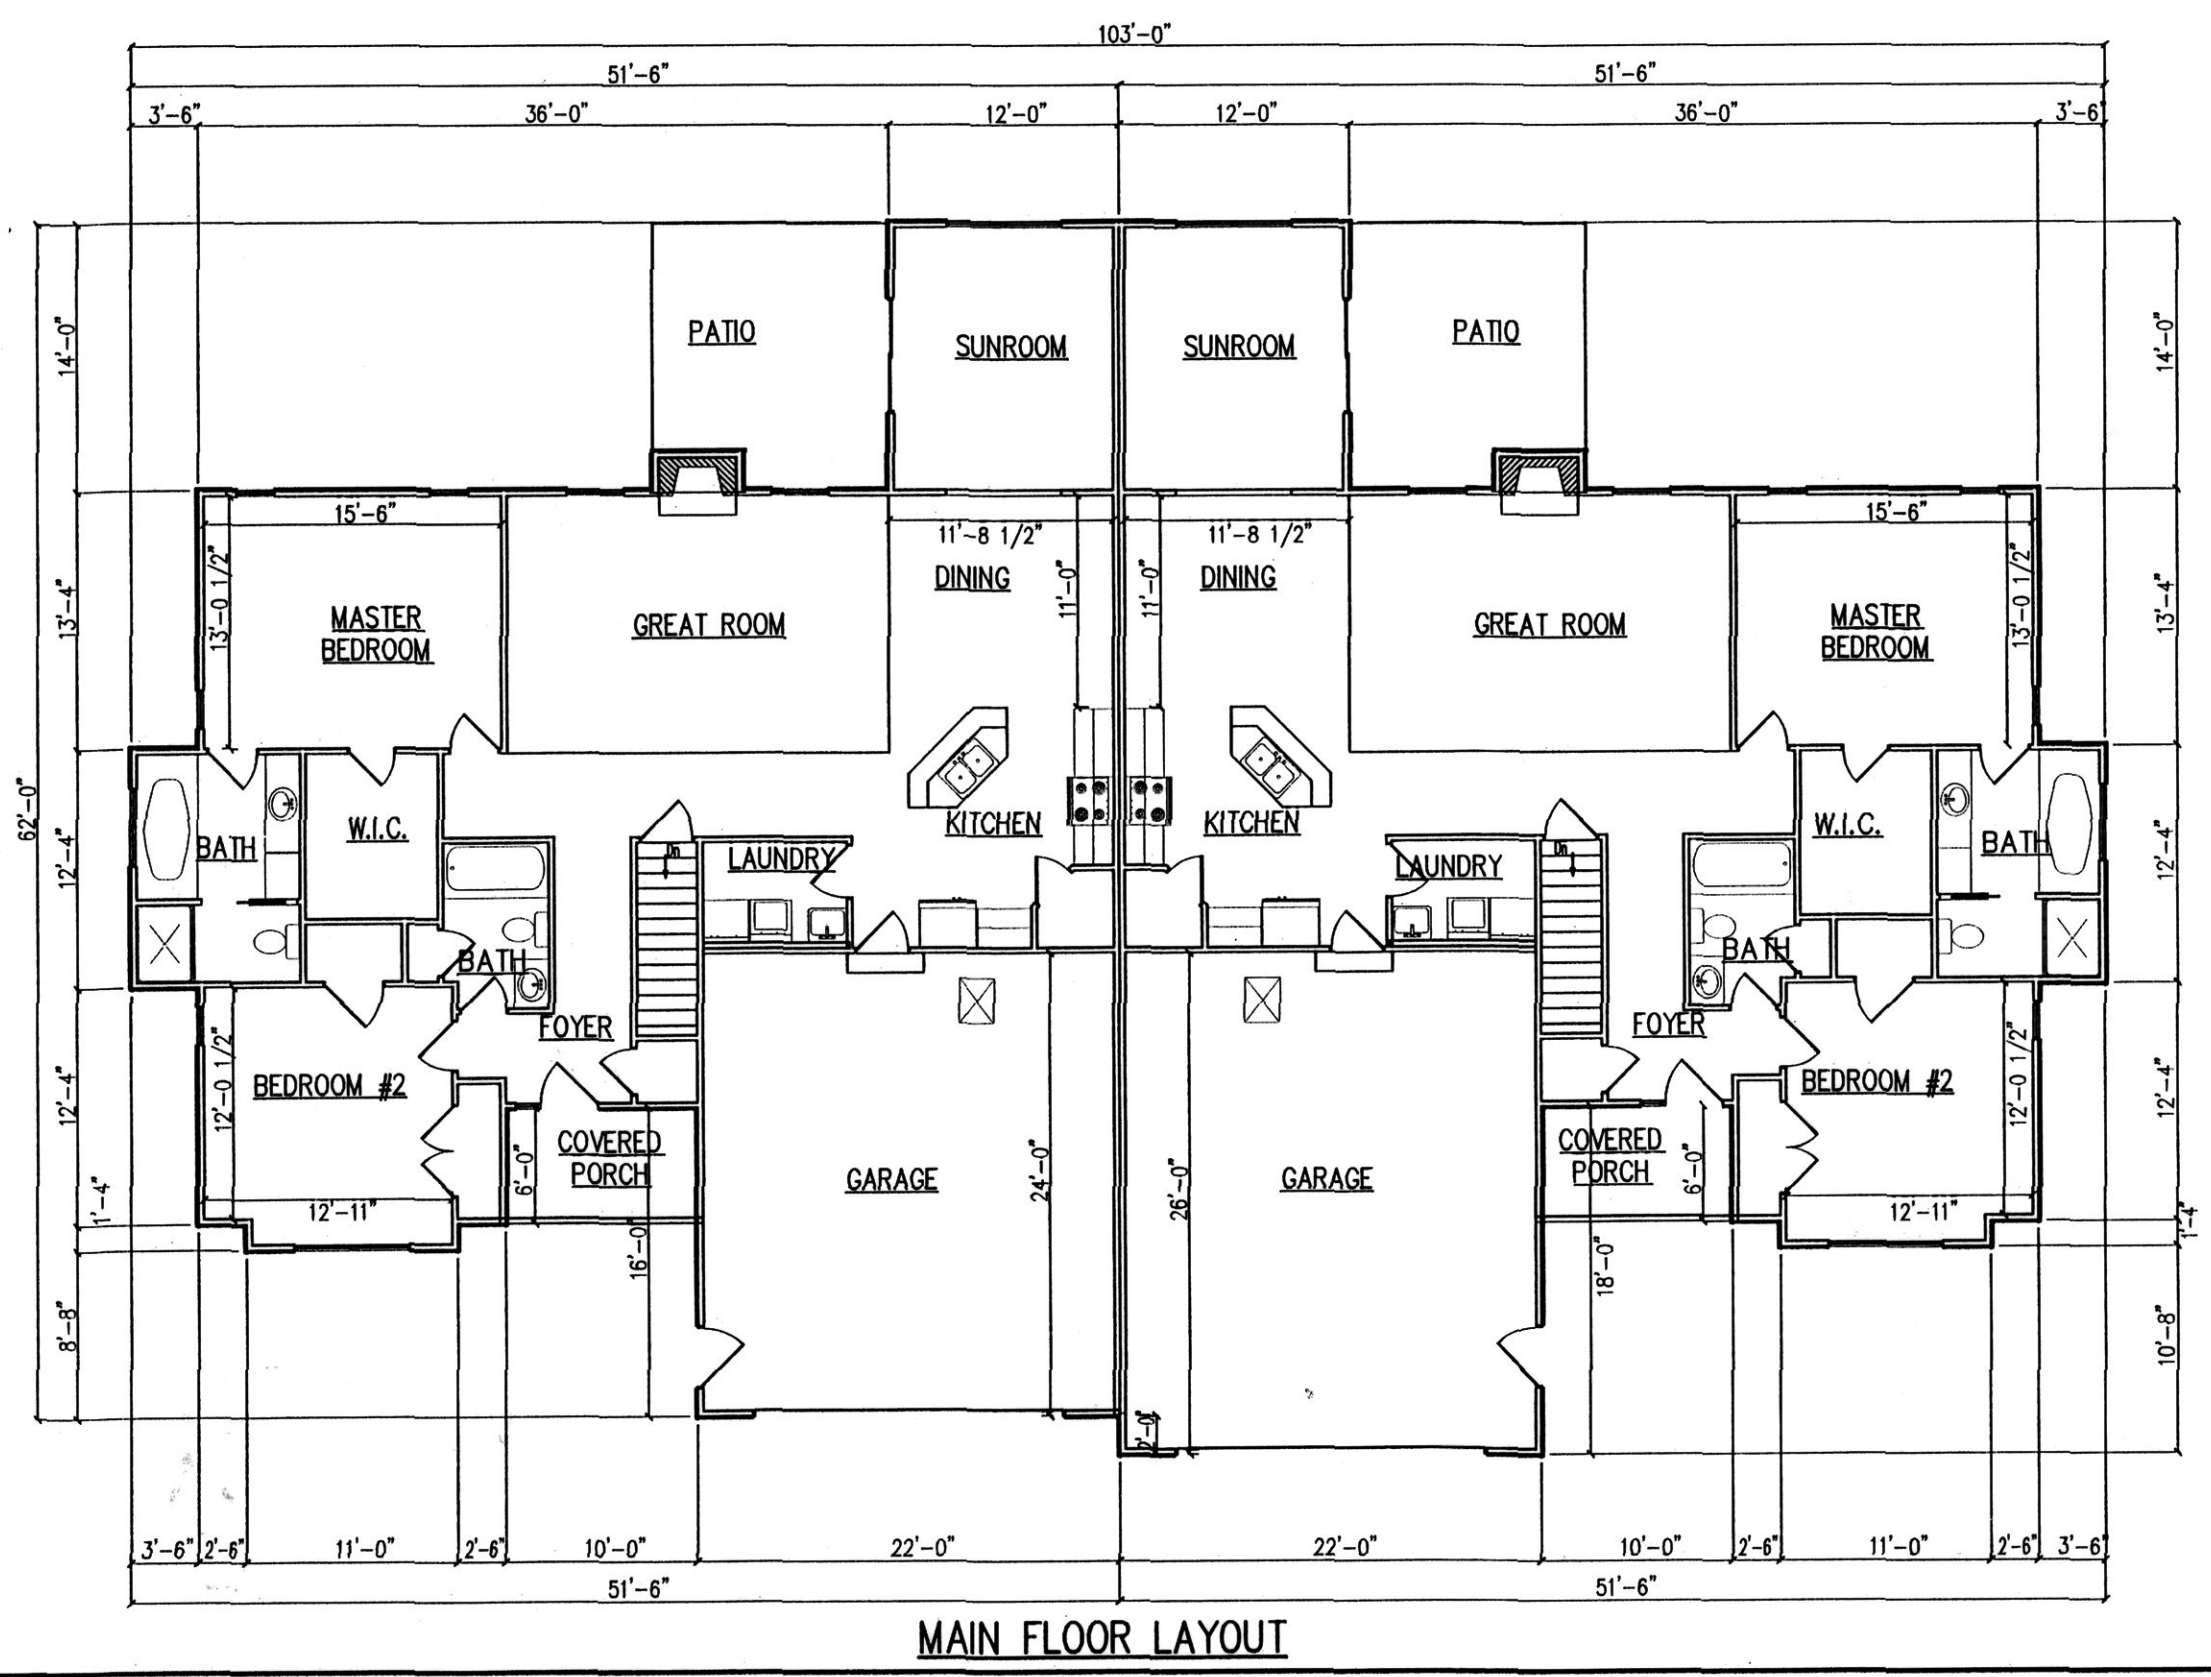 103'-0"
51'-6" 51'-6"
3'-6" 36'-0" 12'-0" 12'-0" 36'-0" 3'-6"
PATIO SUNROOM SUNROOM PATIO
14'-0" 14'-0"
15'-6" 15'-6"
11'-8 1/2" 11'-8 1/2"
DINING DINING
13'-4" 13'-0 1/2" 11'-0" 11'-0" 13'-0 1/2" 13'-4"
MASTER GREAT ROOM GREAT ROOM MASTER
BEDROOM BEDROOM
62'-0"
KITCHEN KITCHEN
W.I.C. W.I.C.
BATH BATH
Dn Dn
LAUNDRY LAUNDRY
12'-4" 12'-4"
BATH BATH
FOYER FOYER
12'-4" 12'-0 1/2" BEDROOM #2 BEDROOM #2 12'-0 1/2" 12'-4"
COVERED COVERED
PORCH PORCH
6'-0" 6'-0"
GARAGE GARAGE
24'-0" 26'-0"
1'-4" 12'-11" 12'-11" 1'-4"
16'-0" 18'-0"
8'-8" 10'-8"
2'-0"
3'-6" 2'-6" 11'-0" 2'-6" 10'-0" 22'-0" 22'-0" 10'-0" 2'-6" 11'-0" 2'-6" 3'-6"
51'-6" 51'-6"
MAIN FLOOR LAYOUT